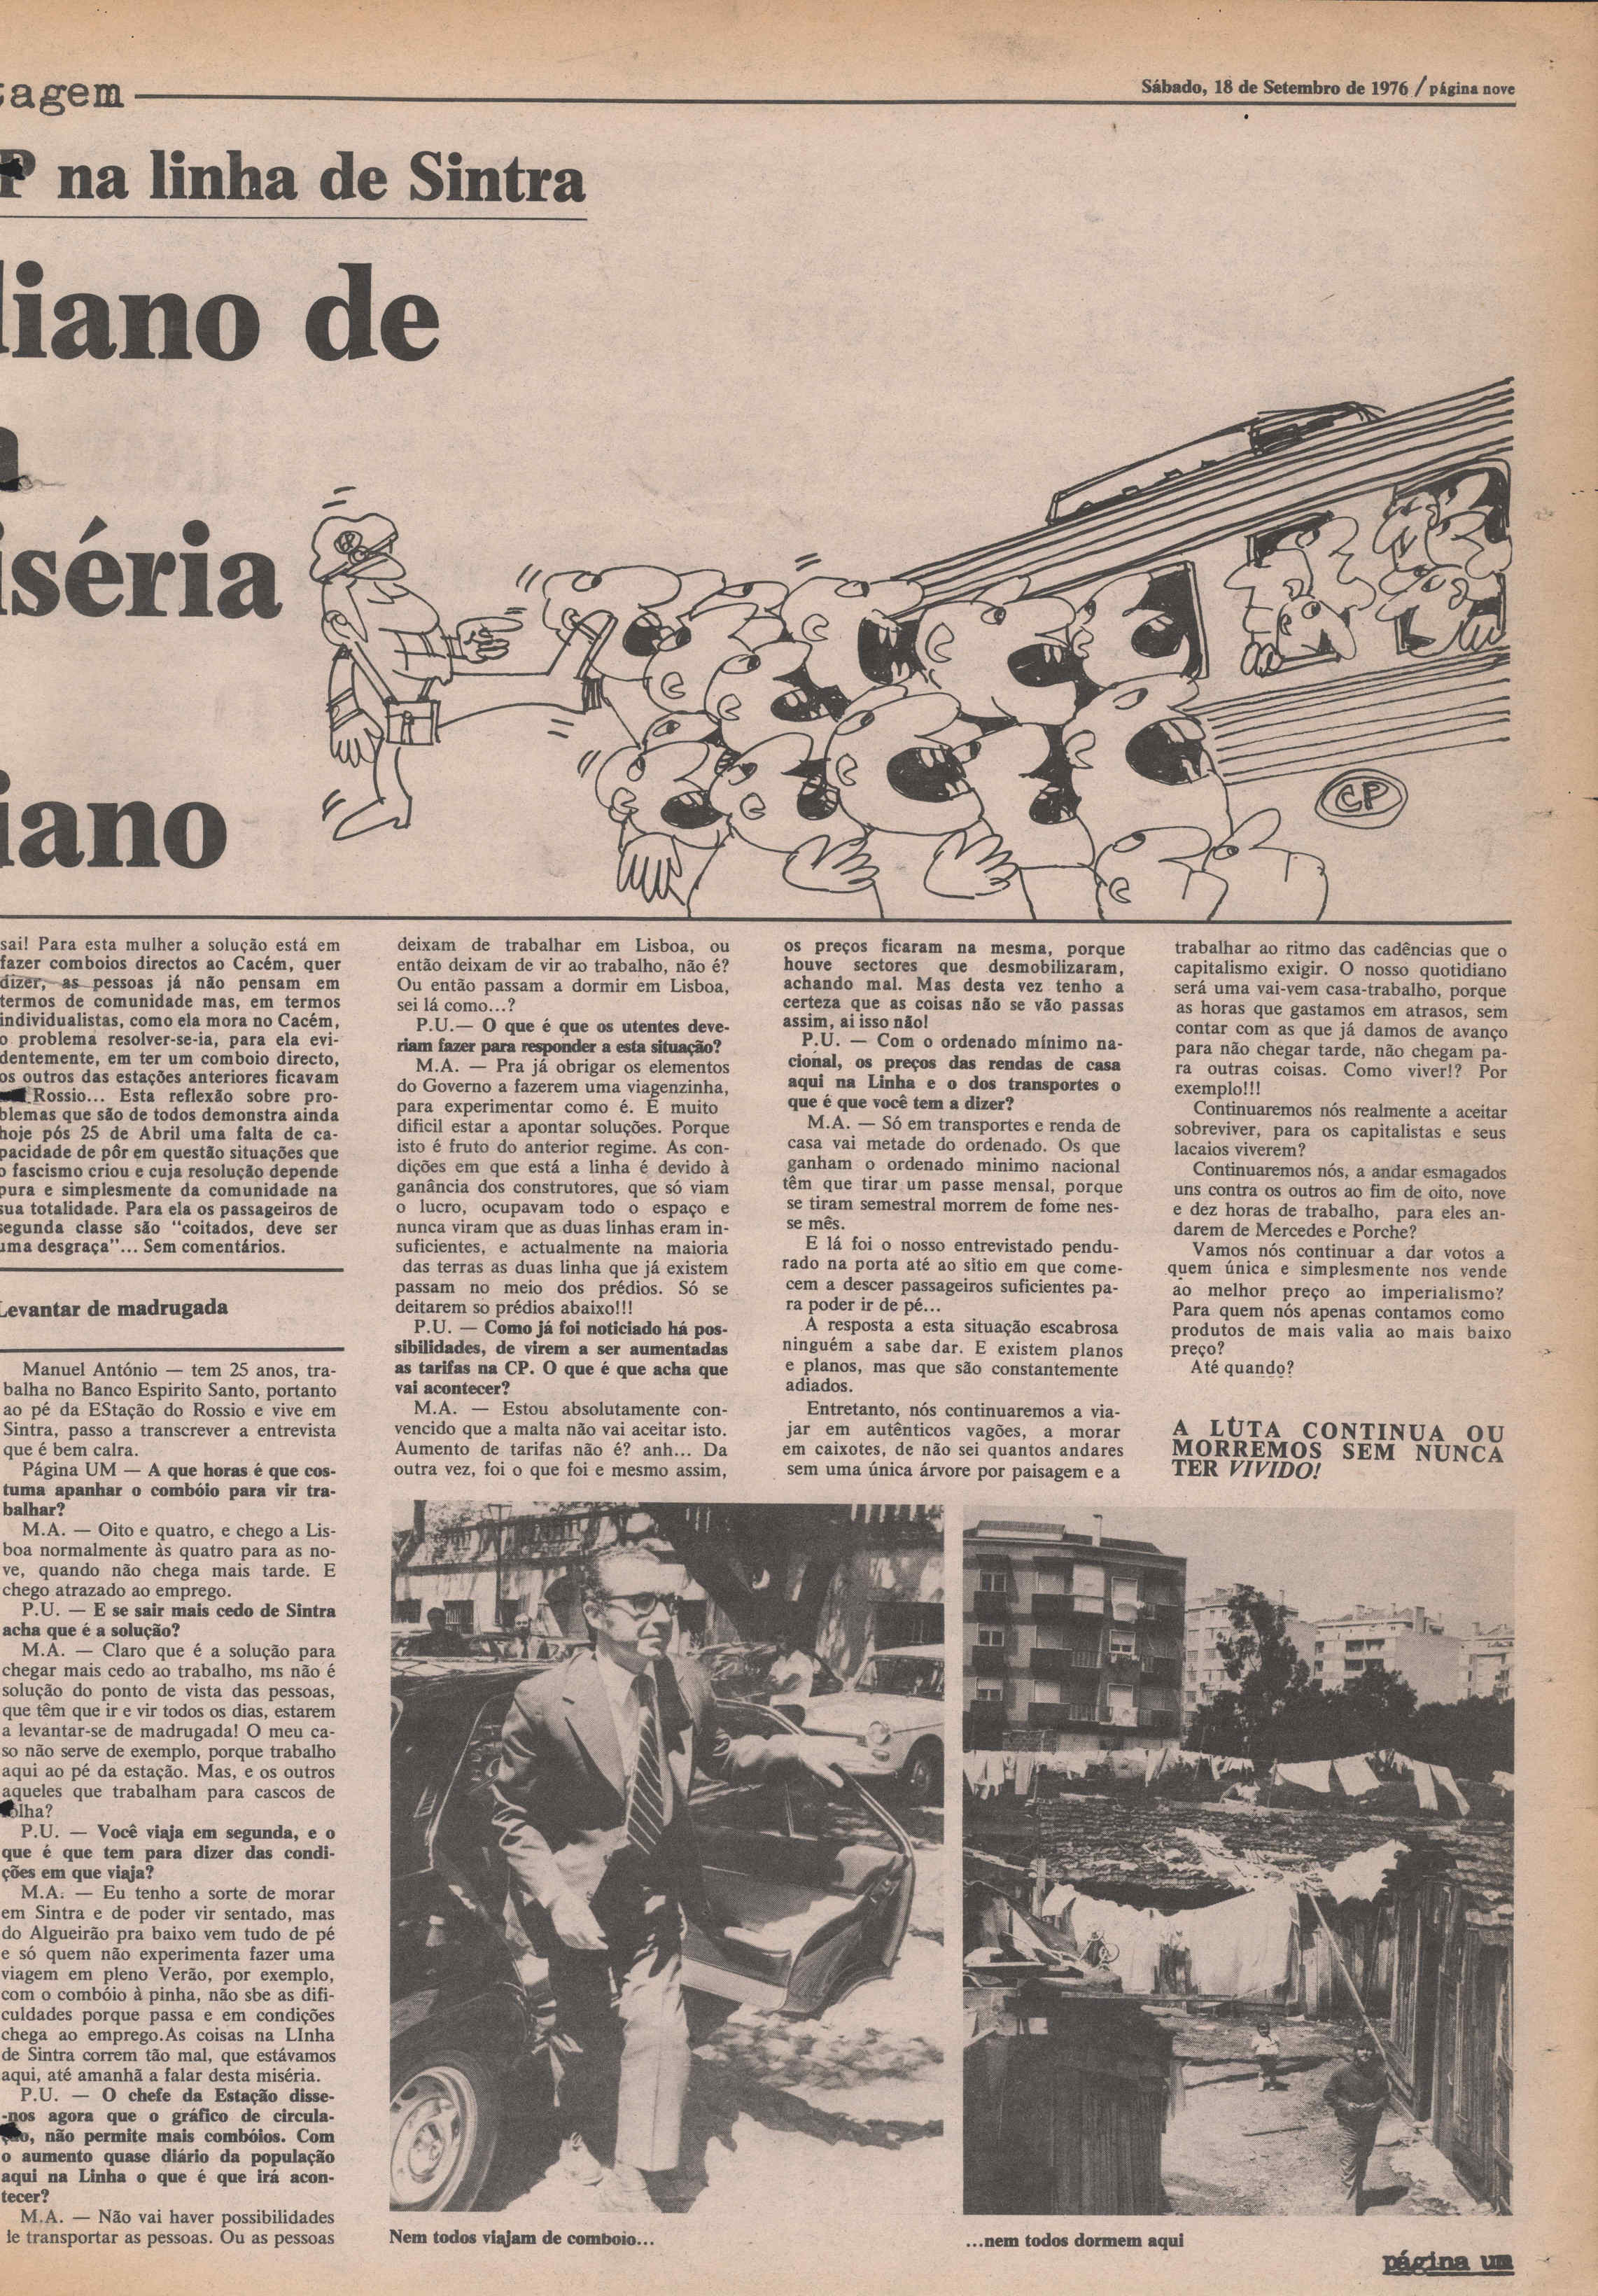 tagem
Sábado, 18 de Setembro de 1976 / página nove
P na linha de Sintra
diano de
a
iséria
iano
CP
sai! Para esta mulher a solução está em
fazer comboios directos ao Cacém, quer
dizer, as pessoas já não pensam em
termos de comunidade mas, em termos
individualistas, como ela mora no Cacém,
o problema resolver-se-ia, para ela evi-
dentemente, em ter um comboio directo,
os outros das estações anteriores ficavam
Rossio... Esta reflexão sobre pro-
blemas que são de todos demonstra ainda
hoje pós 25 de Abril uma falta de ca-
pacidade de pôr em questão situações que
o fascismo criou e cuja resolução depende
pura e simplesmente da comunidade na
sua totalidade. Para ela os passageiros de
segunda classe são "coitados, deve ser
uma desgraça"... Sem comentários.
Levantar de madrugada
Manuel António — tem 25 anos, tra-
balha no Banco Espirito Santo, portanto
ao pé da EStação do Rossio e vive em
Sintra, passo a transcrever a entrevista
que é bem calra.
Página UM — A que horas é que cos-
tuma apanhar o combóio para vir tra-
balhar?
M.A. — Oito e quatro, e chego a Lis-
boa normalmente às quatro para as no-
ve, quando não chega mais tarde. E
chego atrazado ao emprego.
P.U. — E se sair mais cedo de Sintra
acha que é a solução?
M.A. — Claro que é a solução para
chegar mais cedo ao trabalho, ms não é
solução do ponto de vista das pessoas,
que têm que ir e vir todos os dias, estarem
a levantar-se de madrugada! O meu ca-
so não serve de exemplo, porque trabalho
aqui ao pé da estação. Mas, e os outros
aqueles que trabalham para cascos de
rolha?
P.U. — Você viaja em segunda, e o
que é que tem para dizer das condi-
ções em que viaja?
M.A. — Eu tenho a sorte de morar
em Sintra e de poder vir sentado, mas
do Algueirão pra baixo vem tudo de pé
e só quem não experimenta fazer uma
viagem em pleno Verão, por exemplo,
com o combóio à pinha, não sbe as difi-
culdades porque passa e em condições
chega ao emprego.As coisas na LInha
de Sintra correm tão mal, que estávamos
aqui, até amanhã a falar desta miséria.
P.U. — O chefe da Estação disse-
-nos agora que o gráfico de circula-
ção, não permite mais combóios. Com
o aumento quase diário da população
aqui na Linha o que é que irá acon-
tecer?
M.A. — Não vai haver possibilidades
le transportar as pessoas. Ou as pessoas
deixam de trabalhar em Lisboa, ou
então deixam de vir ao trabalho, não é?
Ou então passam a dormir em Lisboa,
sei lá como...?
P.U.— O que é que os utentes deve-
riam fazer para responder a esta situação?
M.A. — Pra já obrigar os elementos
do Governo a fazerem uma viagenzinha,
para experimentar como é. E muito
dificil estar a apontar soluções. Porque
isto é fruto do anterior regime. As con-
dições em que está a linha é devido à
ganância dos construtores, que só viam
o lucro, ocupavam todo o espaço e
nunca viram que as duas linhas eram in-
suficientes, e actualmente na maioria
das terras as duas linha que já existem
passam no meio dos prédios. Só se
deitarem so prédios abaixo!!!
P.U. — Como já foi noticiado há pos-
sibilidades, de virem a ser aumentadas
as tarifas na CP. O que é que acha que
vai acontecer?
M.A. — Estou absolutamente con-
vencido que a malta não vai aceitar isto.
Aumento de tarifas não é? anh... Da
outra vez, foi o que foi e mesmo assim,
os preços ficaram na mesma, porque
houve sectores que desmobilizaram,
achando mal. Mas desta vez tenho a
certeza que as coisas não se vão passas
assim, ai isso não!
P.U. — Com o ordenado mínimo na-
cional, os preços das rendas de casa
aqui na Linha e o dos transportes o
que é que você tem a dizer?
M.A. — Só em transportes e renda de
casa vai metade do ordenado. Os que
ganham o ordenado minimo nacional
têm que tirar um passe mensal, porque
se tiram semestral morrem de fome nes-
se mês.
E lá foi o nosso entrevistado pendu-
rado na porta até ao sítio em que come-
cem a descer passageiros suficientes pa-
ra poder ir de pé...
A resposta a esta situação escabrosa
ninguém a sabe dar. E existem planos
e planos, mas que são constantemente
adiados.
Entretanto, nós continuaremos a via-
jar em autênticos vagões, a morar
em caixotes, de não sei quantos andares
sem uma única árvore por paisagem e a
trabalhar ao ritmo das cadências que o
capitalismo exigir. O nosso quotidiano
será uma vai-vem casa-trabalho, porque
as horas que gastamos em atrasos, sem
contar com as que já damos de avanço
para não chegar tarde, não chegam pa-
ra outras coisas. Como viver!? Por
exemplo!!!
Continuaremos nós realmente a aceitar
sobreviver, para os capitalistas e seus
lacaios viverem?
Continuaremos nós, a andar esmagados
uns contra os outros ao fim de oito, nove
e dez horas de trabalho, para eles an-
darem de Mercedes e Porche?
Vamos nós continuar a dar votos a
quem única e simplesmente nos vende
ao melhor preço ao imperialismo?
Para quem nós apenas contamos como
produtos de mais valia ao mais baixo
preço?
Até quando?
A LUTA CONTINUA OU
MORREMOS SEM NUNCA
TER VIVIDO!
Nem todos viajam de comboio...
...nem todos dormem aqui
página um